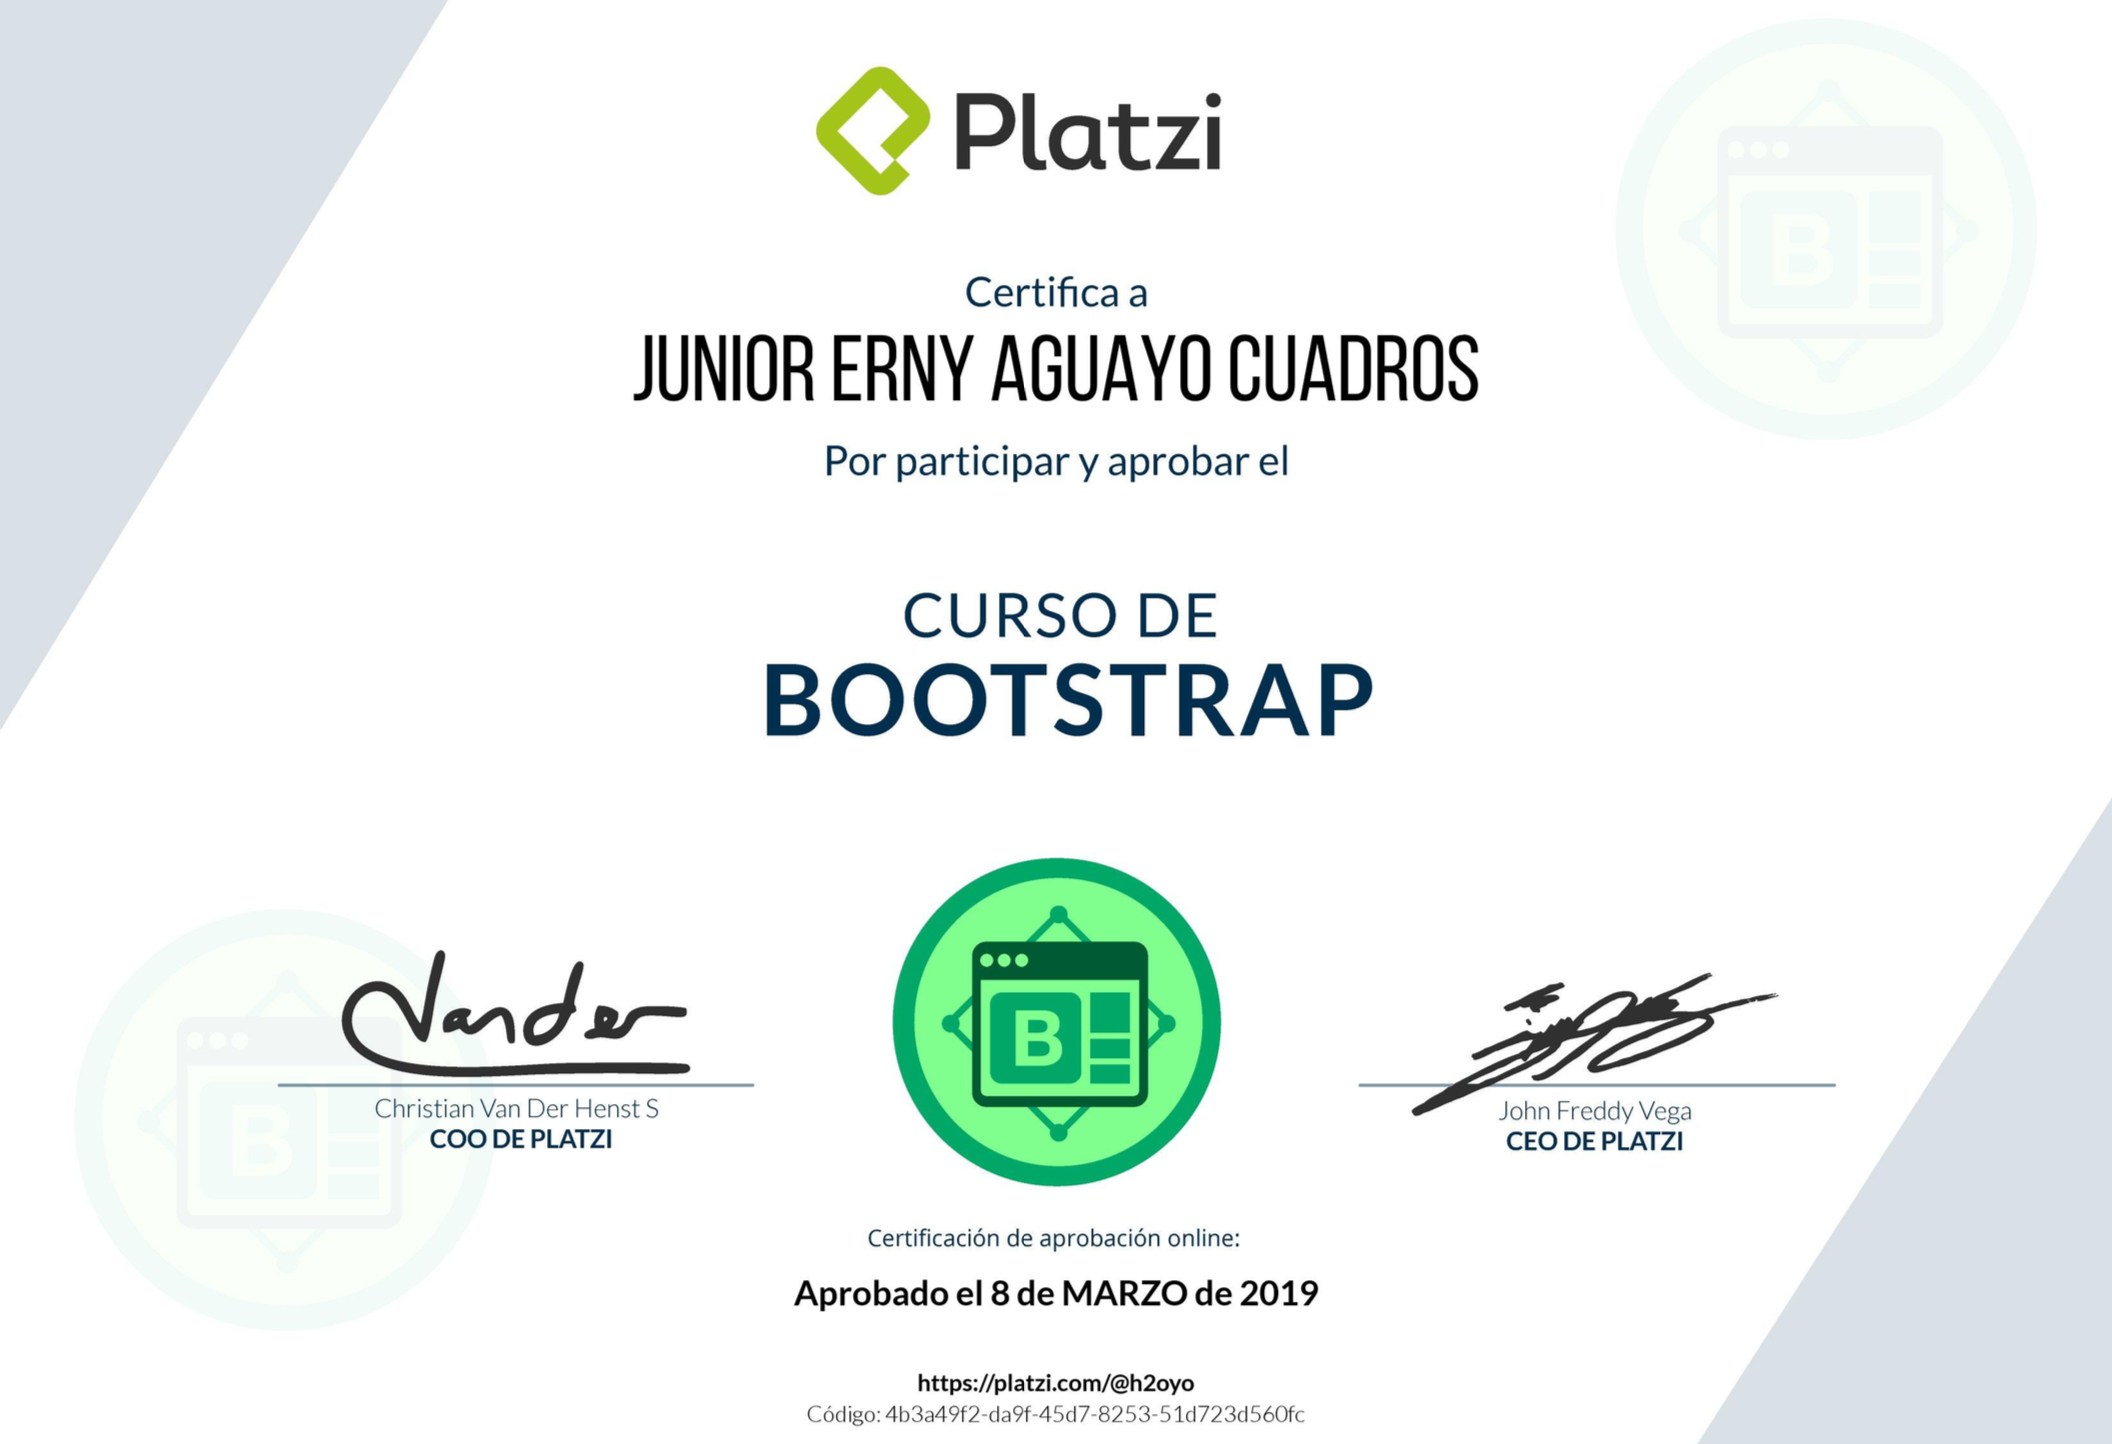 Platzi
Certifica a
JUNIOR ERNY AGUAYO CUADROS
Por participar y aprobar el
CURSO DE
BOOTSTRAP
B
Vander
B
B
Christian Van Der Henst S
COO DE PLATZI
John Freddy Vega
CEO DE PLATZI
Certificación de aprobación online:
Aprobado el 8 de MARZO de 2019
https://platzi.com/@h2oyo
Código: 4b3a49f2-da9f-45d7-8253-51d723d560fc